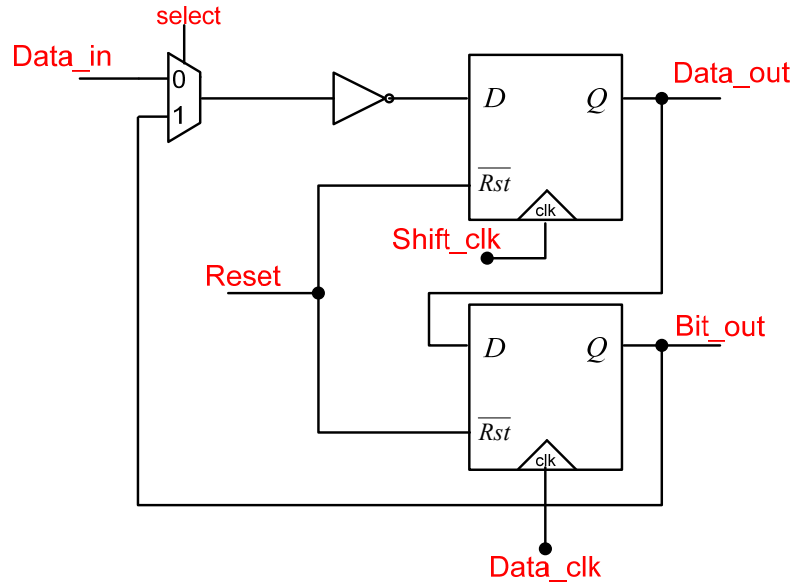 select
Data_in
0
1
D
Q
Data_out
Rst
clk
Shift_clk
Reset
D
Q
Bit_out
Rst
clk
Data_clk